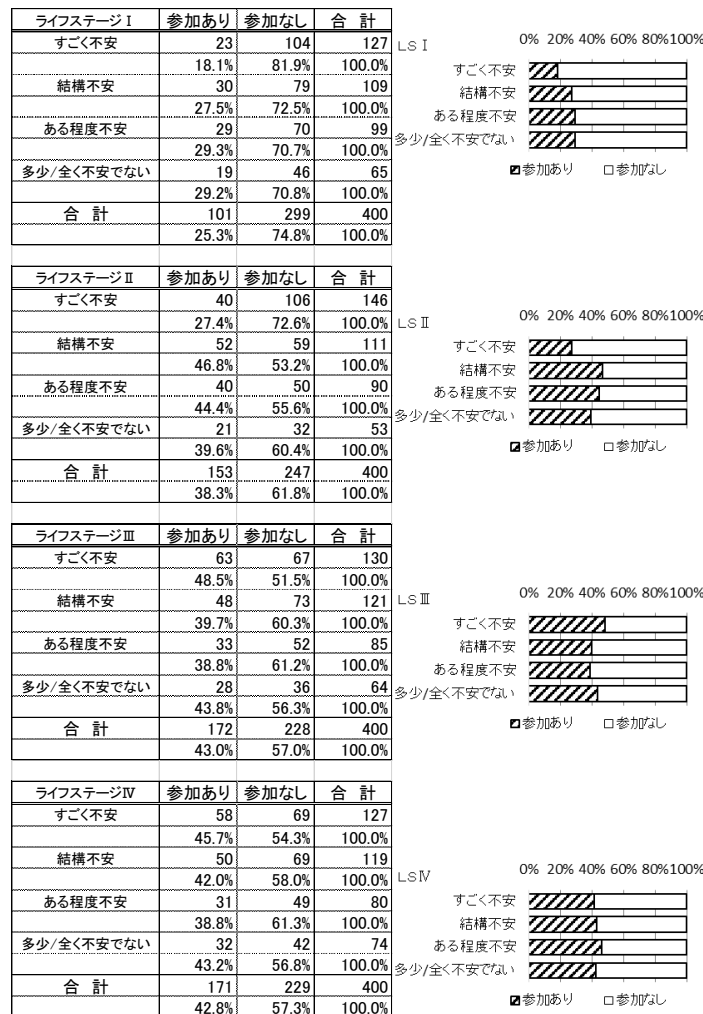 ライフステージⅠ 参加あり 参加なし 合 計
すごく不安 23 104 127
18.1% 81.9% 100.0%
結構不安 30 79 109
27.5% 72.5% 100.0%
ある程度不安 29 70 99
29.3% 70.7% 100.0%
多少/全く不安でない 19 46 65
29.2% 70.8% 100.0%
合 計 101 299 400
25.3% 74.8% 100.0%
LSⅠ
0% 20% 40% 60% 80%100%
すごく不安
結構不安
ある程度不安
多少/全く不安でない
参加あり 参加なし
ライフステージⅡ 参加あり 参加なし 合 計
すごく不安 40 106 146
27.4% 72.6% 100.0%
結構不安 52 59 111
46.8% 53.2% 100.0%
ある程度不安 40 50 90
44.4% 55.6% 100.0%
多少/全く不安でない 21 32 53
39.6% 60.4% 100.0%
合 計 153 247 400
38.3% 61.8% 100.0%
LSⅡ
0% 20% 40% 60% 80%100%
すごく不安
結構不安
ある程度不安
多少/全く不安でない
参加あり 参加なし
ライフステージⅢ 参加あり 参加なし 合 計
すごく不安 63 67 130
48.5% 51.5% 100.0%
結構不安 48 73 121
39.7% 60.3% 100.0%
ある程度不安 33 52 85
38.8% 61.2% 100.0%
多少/全く不安でない 28 36 64
43.8% 56.3% 100.0%
合 計 172 228 400
43.0% 57.0% 100.0%
LSⅢ
0% 20% 40% 60% 80%100%
すごく不安
結構不安
ある程度不安
多少/全く不安でない
参加あり 参加なし
ライフステージⅣ 参加あり 参加なし 合 計
すごく不安 58 69 127
45.7% 54.3% 100.0%
結構不安 50 69 119
42.0% 58.0% 100.0%
ある程度不安 31 49 80
38.8% 61.3% 100.0%
多少/全く不安でない 32 42 74
43.2% 56.8% 100.0%
合 計 171 229 400
42.8% 57.3% 100.0%
LSⅣ
0% 20% 40% 60% 80%100%
すごく不安
結構不安
ある程度不安
多少/全く不安でない
参加あり 参加なし